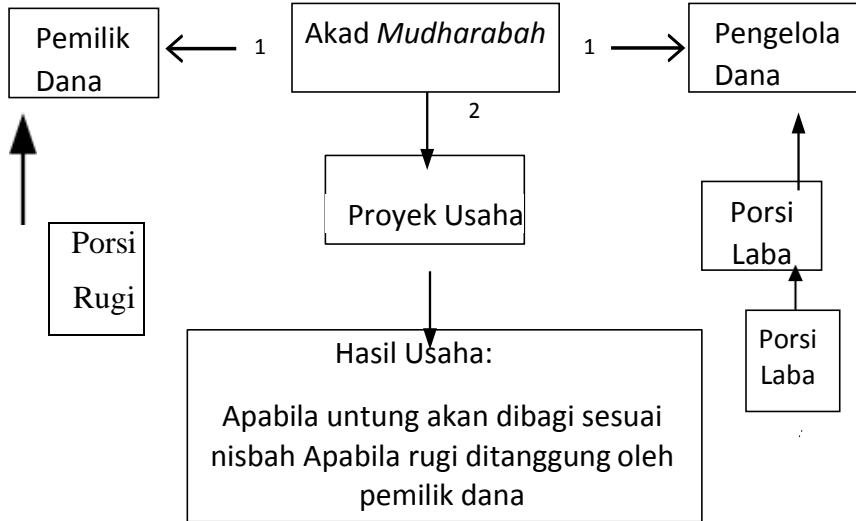 Pemilik
Dana
1
Akad Mudharabah
1
Pengelola
Dana
2
Proyek Usaha
Porsi
Rugi
Porsi
Laba
Porsi
Laba
Hasil Usaha:
Apabila untung akan dibagi sesuai
nisbah Apabila rugi ditanggung oleh
pemilik dana